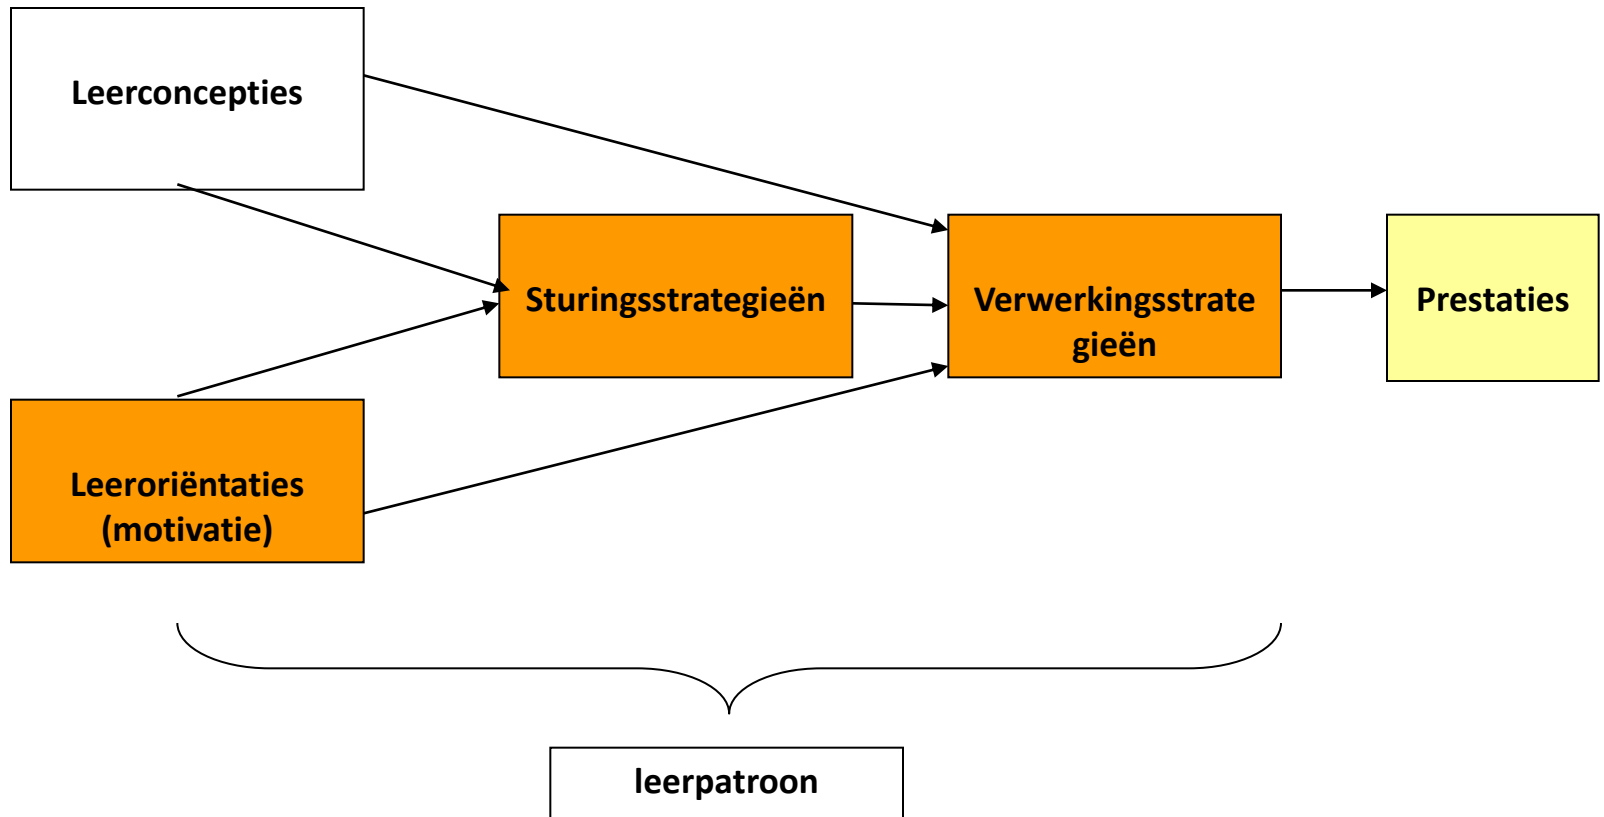 Leerconcepties
Sturingsstrategieën
Verwerkingsstrate
gieën
Prestaties
Leeroriëntaties
(motivatie)
leerpatroon